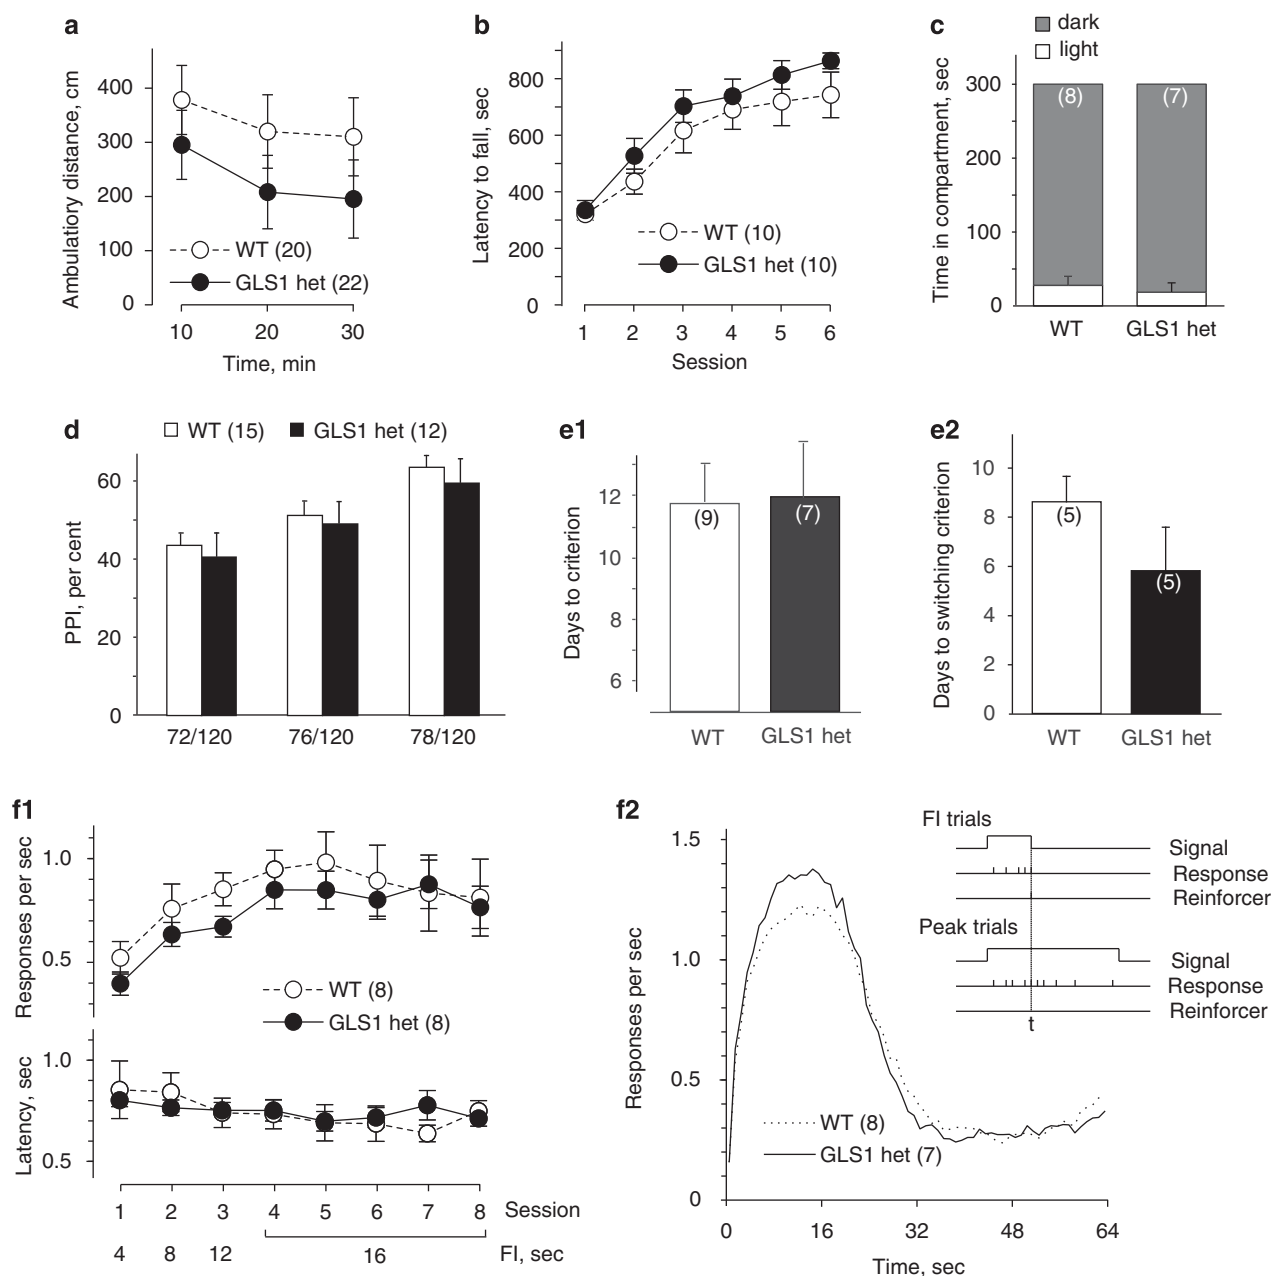 a
Ambulatory distance, cm
400
300
200
100
0
WT (20)
GLS1 het (22)
10 20 30
Time, min
b
Latency to fall, sec
800
600
400
200
0
WT (10)
GLS1 het (10)
1 2 3 4 5 6
Session
c
dark
light
Time in compartment, sec
300
200
100
0
(8) (7)
WT GLS1 het
d
WT (15) GLS1 het (12)
PPI, per cent
60
40
20
0
72/120 76/120 78/120
e1
Days to criterion
12
10
8
6
(9) (7)
WT GLS1 het
e2
Days to switching criterion
10
8
6
4
2
0
(5)
(5)
WT GLS1 het
f1
Responses per sec
1.0
0.5
WT (8)
GLS1 het (8)
Latency, sec
1.0
0.5
1 2 3 4 5 6 7 8 Session
4 8 12 16 FI, sec
f2
Responses per sec
1.5
1.0
0.5
0
FI trials
Signal
Response
Reinforcer
Peak trials
Signal
Response
Reinforcer
t
WT (8)
GLS1 het (7)
0 16 32 48 64
Time, sec